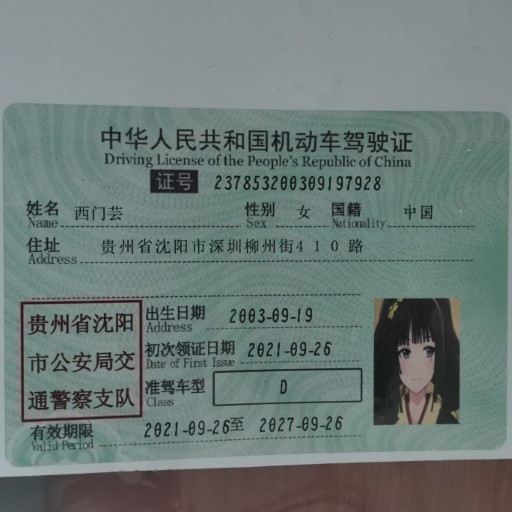 中华人民共和国机动车驾驶证
Driving License of the People's Republic of China
证号 237853200309197928
姓名 西门芸 性别 女 国籍 中国
Name Sex Nationality
住址 贵州省沈阳市深圳柳州街410路
Address
贵州省沈阳
市公安局交
通警察支队
出生日期 2003-09-19
Address
初次领证日期 2021-09-26
Date of First Issue
准驾车型 D
Class
有效期限 2021-09-26至 2027-09-26
Valid Period